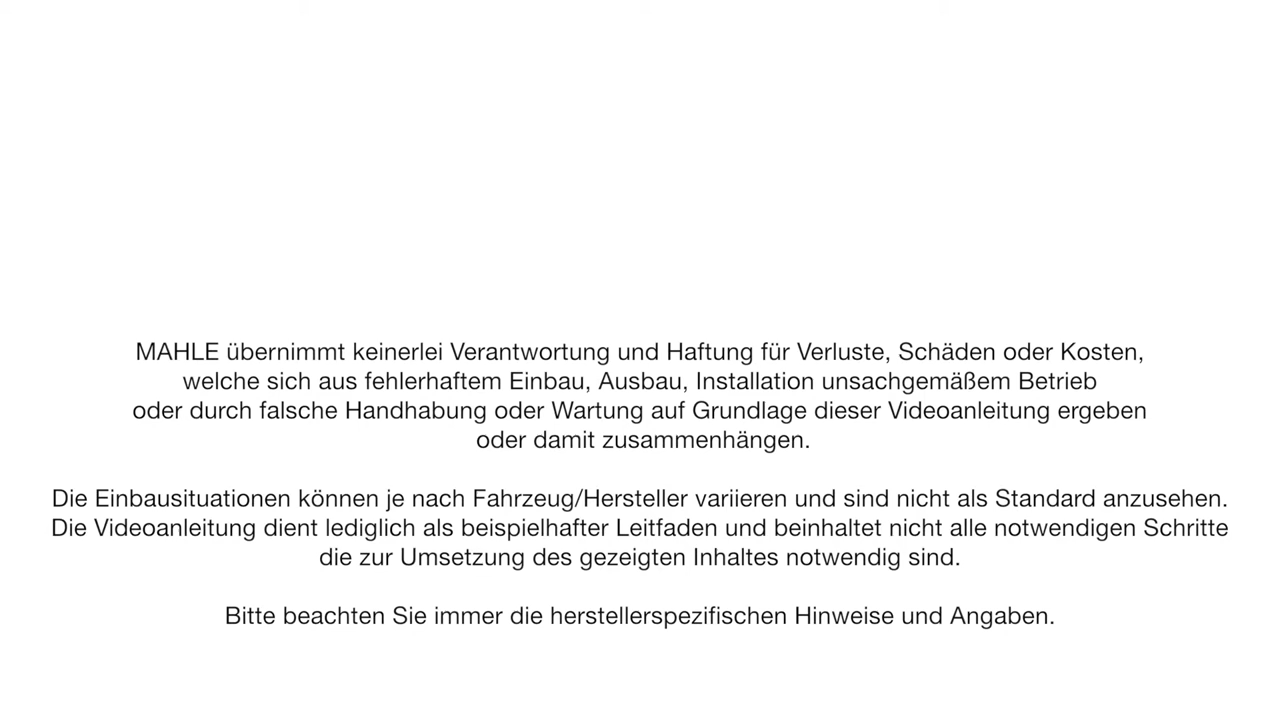 MAHLE übernimmt keinerlei Verantwortung und Haftung für Verluste, Schäden oder Kosten,
welche sich aus fehlerhaftem Einbau, Ausbau, Installation unsachgemäßem Betrieb
oder durch falsche Handhabung oder Wartung auf Grundlage dieser Videoanleitung ergeben
oder damit zusammenhängen.
Die Einbausituationen können je nach Fahrzeug/Hersteller variieren und sind nicht als Standard anzusehen.
Die Videoanleitung dient lediglich als beispielhafter Leitfaden und beinhaltet nicht alle notwendigen Schritte
die zur Umsetzung des gezeigten Inhaltes notwendig sind.
Bitte beachten Sie immer die herstellerspezifischen Hinweise und Angaben.